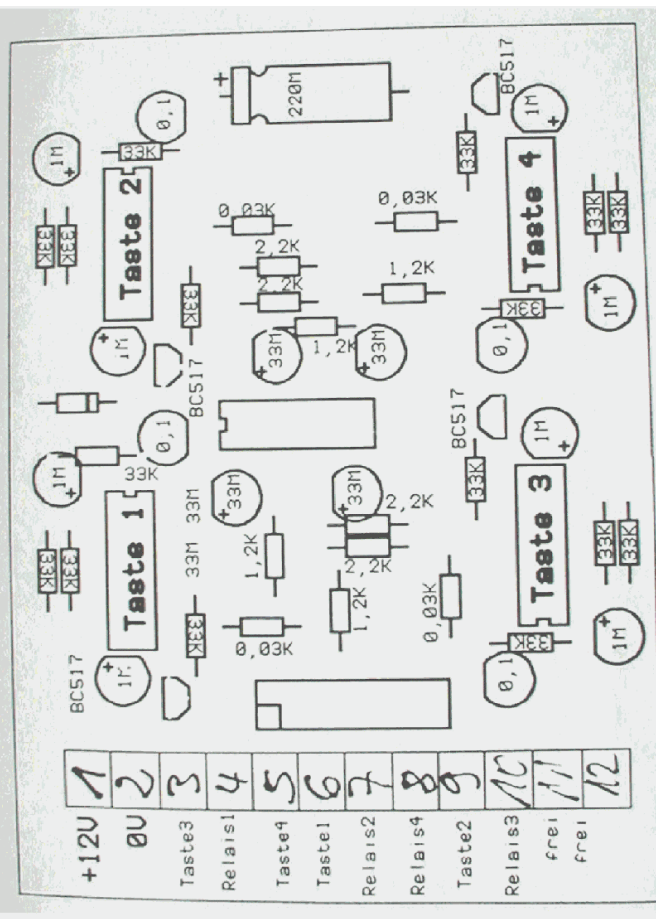 BC517
220M
+
0,1
1M
+
33K
1M
+
33K
Taste 2
Taste 4
0,03K
0,03K
33K
33K
33K
33K
2,2K
2,2K
1,2K
33K
33K
1M
+
1M
+
33M
+
1,2K
33M
+
0,1
BC517
BC517
0,1
1M
+
1M
+
33K
33K
Taste 1
33M
33M
33M
+
33M
+
2,2K
2,2K
Taste 3
33K
33K
33K
33K
1,2K
1,2K
33K
0,03K
0,03K
33K
1M
+
BC517
1M
+
0,1
1 +12V
2 0V
3 Taste3
4 Relais1
5 Taste4
6 Taste1
7 Relais2
8 Relais4
9 Taste2
10 Relais3
11 frei
12 frei